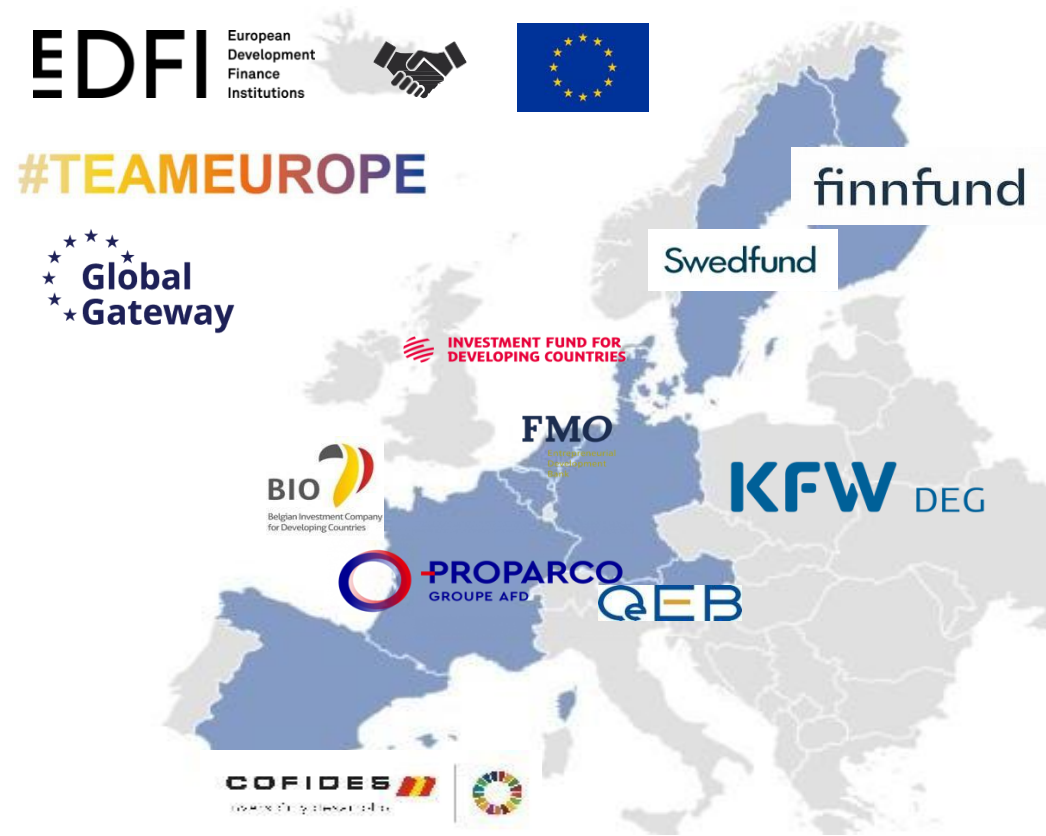 EDFI
European
Development
Finance
Institutions
#TEAMEUROPE
finnfund
Swedfund
Global
Gateway
INVESTMENT FUND FOR
DEVELOPING COUNTRIES
FMO
KFW DEG
BIO
Belgian Investment Company
for Developing Countries
PROPARCO
GROUPE AFD
OeEB
COFIDES